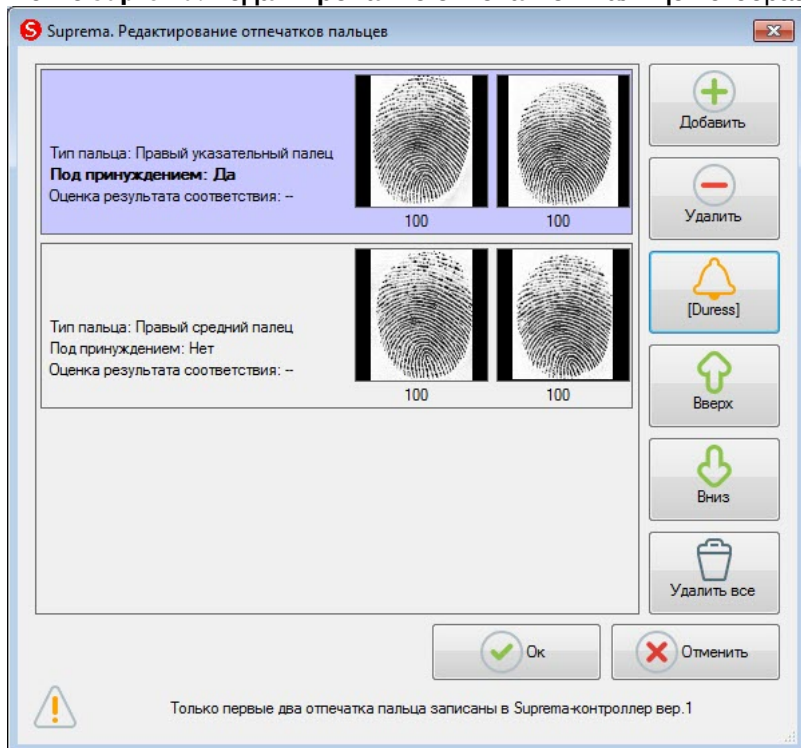 Suprema. Редактирование отпечатков пальцев
Тип пальца: Правый указательный палец
Под принуждением: Да
Оценка результата соответствия: --
100
100
Тип пальца: Правый средний палец
Под принуждением: Нет
Оценка результата соответствия: --
100
100
Добавить
Удалить
[Duress]
Вверх
Вниз
Удалить все
Ок
Отменить
Только первые два отпечатка пальца записаны в Suprema-контроллер вер.1